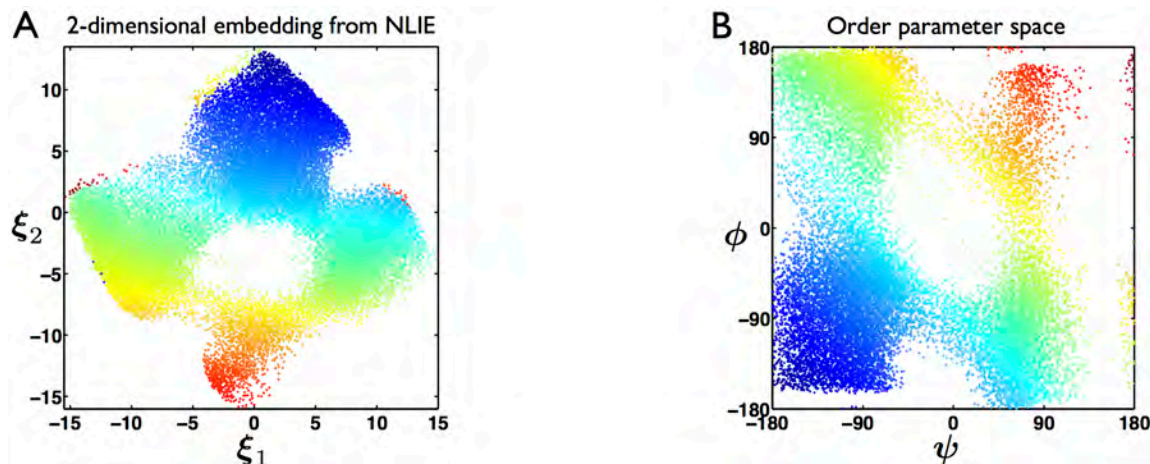 A 2-dimensional embedding from NLIE
10
5
0
ξ2
−5
−10
−15
−15 −10 −5 0 5 10 15
ξ1
B Order parameter space
180
90
ϕ 0
−90
−180
−180 −90 0 90 180
ψ